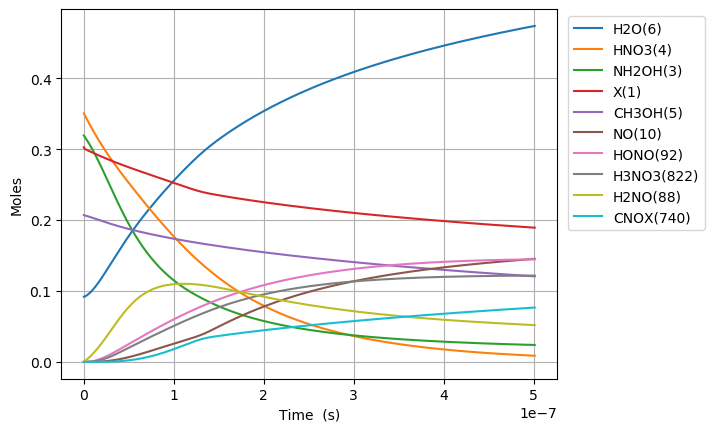 H2O(6)
HNO3(4)
NH2OH(3)
X(1)
CH3OH(5)
NO(10)
HONO(92)
H3NO3(822)
H2NO(88)
CNOX(740)
Moles
0.4
0.3
0.2
0.1
0.0
0 1 2 3 4 5
1e-7
Time (s)